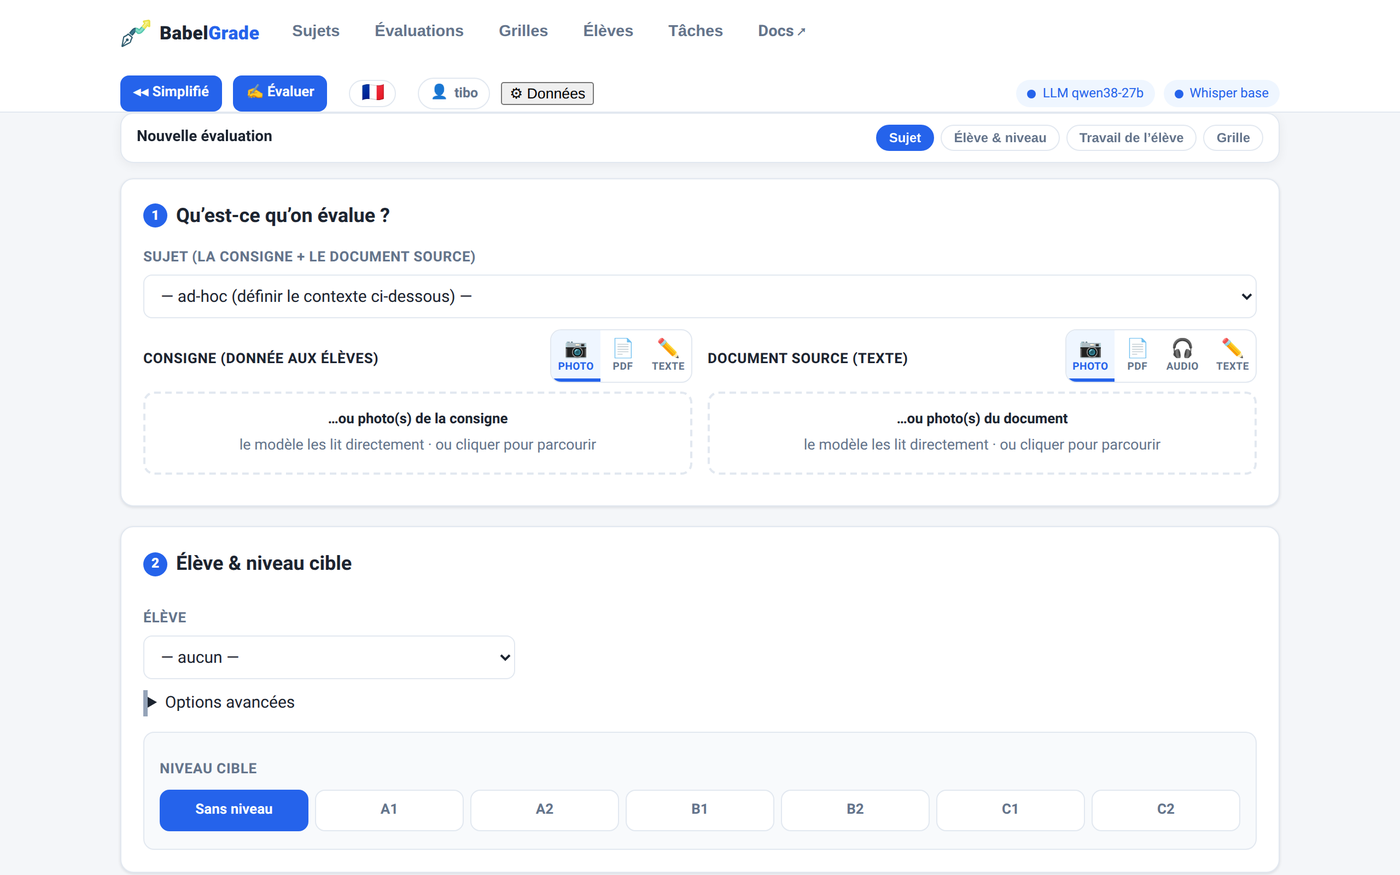 BabelGrade Sujets Évaluations Grilles Élèves Tâches Docs ↗
Simplifié Évaluer tibo Données LLM qwen38-27b Whisper base
Nouvelle évaluation Sujet Élève & niveau Travail de l’élève Grille
1 Qu’est-ce qu’on évalue ?
SUJET (LA CONSIGNE + LE DOCUMENT SOURCE)
— ad-hoc (définir le contexte ci-dessous) —
CONSIGNE (DONNÉE AUX ÉLÈVES) PHOTO PDF TEXTE
DOCUMENT SOURCE (TEXTE) PHOTO PDF AUDIO TEXTE
…ou photo(s) de la consigne
le modèle les lit directement · ou cliquer pour parcourir
…ou photo(s) du document
le modèle les lit directement · ou cliquer pour parcourir
2 Élève & niveau cible
ÉLÈVE
— aucun —
Options avancées
NIVEAU CIBLE
Sans niveau A1 A2 B1 B2 C1 C2